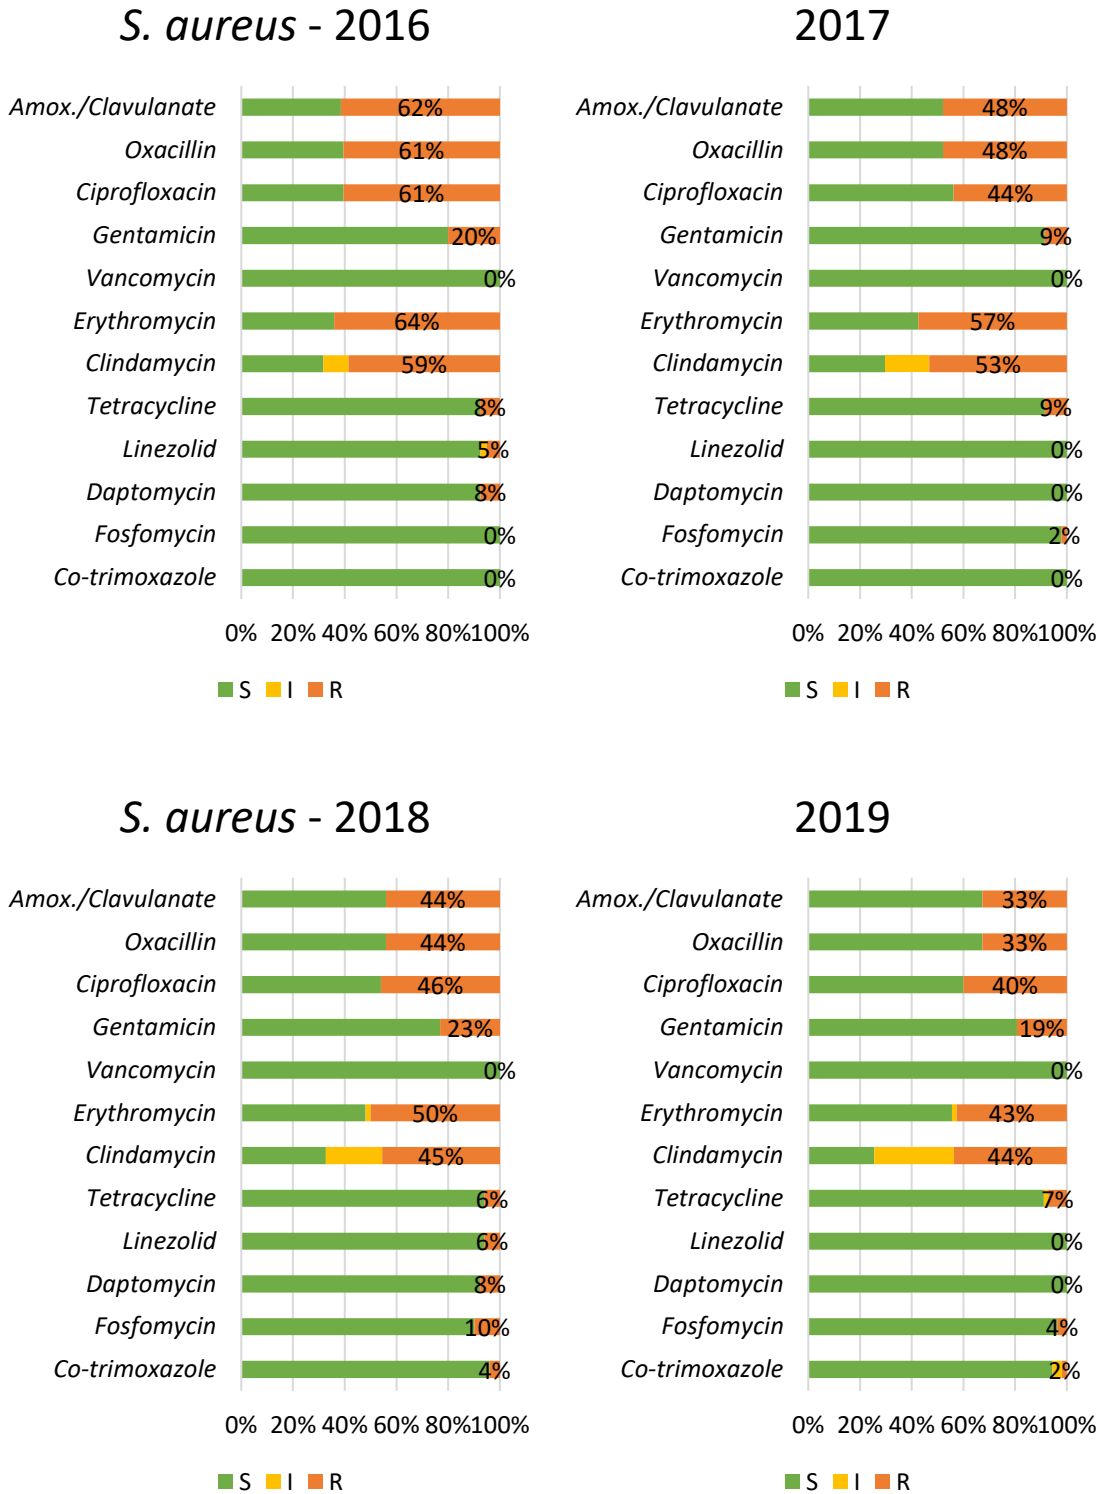 S. aureus - 2016
Amox./Clavulanate 62%
Oxacillin 61%
Ciprofloxacin 61%
Gentamicin 20%
Vancomycin 0%
Erythromycin 64%
Clindamycin 59%
Tetracycline 8%
Linezolid 5%
Daptomycin 8%
Fosfomycin 0%
Co-trimoxazole 0%
0% 20% 40% 60% 80% 100%
S I R
2017
Amox./Clavulanate 48%
Oxacillin 48%
Ciprofloxacin 44%
Gentamicin 9%
Vancomycin 0%
Erythromycin 57%
Clindamycin 53%
Tetracycline 9%
Linezolid 0%
Daptomycin 0%
Fosfomycin 2%
Co-trimoxazole 0%
0% 20% 40% 60% 80% 100%
S I R
S. aureus - 2018
Amox./Clavulanate 44%
Oxacillin 44%
Ciprofloxacin 46%
Gentamicin 23%
Vancomycin 0%
Erythromycin 50%
Clindamycin 45%
Tetracycline 6%
Linezolid 6%
Daptomycin 8%
Fosfomycin 10%
Co-trimoxazole 4%
0% 20% 40% 60% 80% 100%
S I R
2019
Amox./Clavulanate 33%
Oxacillin 33%
Ciprofloxacin 40%
Gentamicin 19%
Vancomycin 0%
Erythromycin 43%
Clindamycin 44%
Tetracycline 7%
Linezolid 0%
Daptomycin 0%
Fosfomycin 4%
Co-trimoxazole 2%
0% 20% 40% 60% 80% 100%
S I R